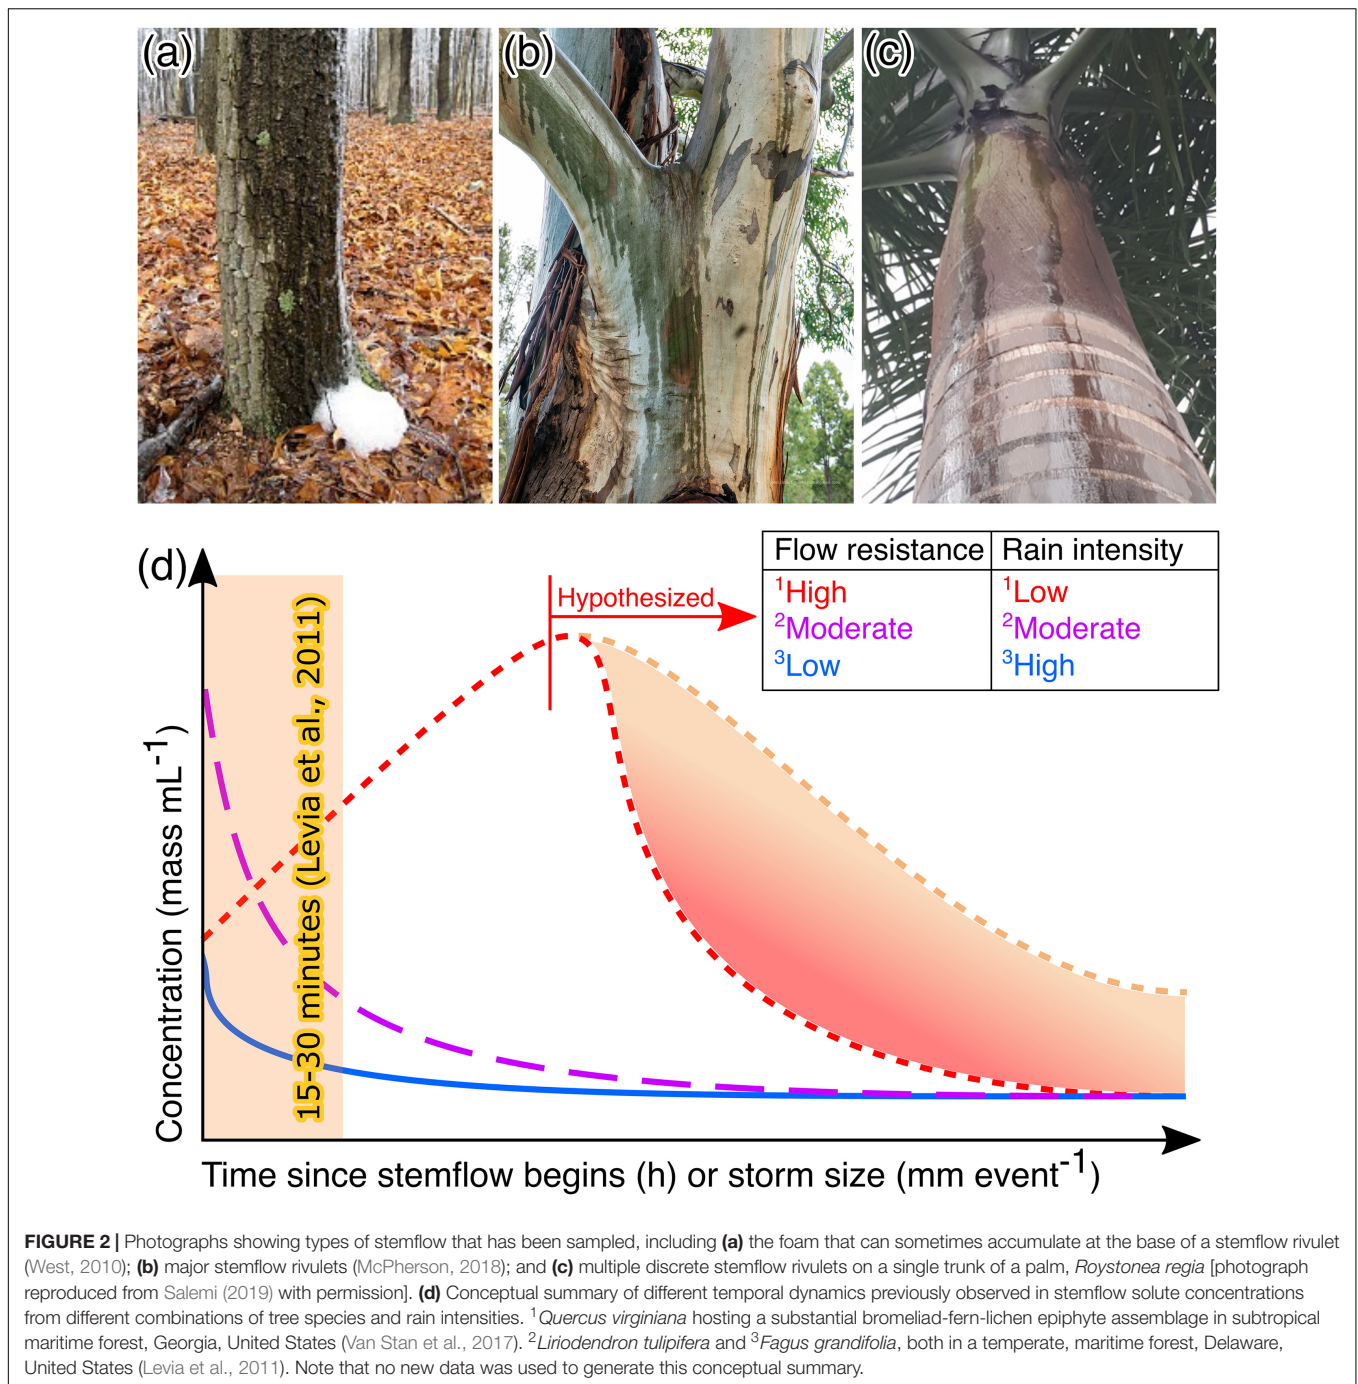 (a)
(b)
(c)
(d)
Flow resistance Rain intensity
¹High ¹Low
²Moderate ²Moderate
³Low ³High
Hypothesized
15-30 minutes (Levia et al., 2011)
Concentration (mass mL⁻¹)
Time since stemflow begins (h) or storm size (mm event⁻¹)
FIGURE 2 | Photographs showing types of stemflow that has been sampled, including (a) the foam that can sometimes accumulate at the base of a stemflow rivulet
(West, 2010); (b) major stemflow rivulets (McPherson, 2018); and (c) multiple discrete stemflow rivulets on a single trunk of a palm, Roystonea regia [photograph
reproduced from Salemi (2019) with permission]. (d) Conceptual summary of different temporal dynamics previously observed in stemflow solute concentrations
from different combinations of tree species and rain intensities. ¹Quercus virginiana hosting a substantial bromeliad-fern-lichen epiphyte assemblage in subtropical
maritime forest, Georgia, United States (Van Stan et al., 2017). ²Liriodendron tulipifera and ³Fagus grandifolia, both in a temperate, maritime forest, Delaware,
United States (Levia et al., 2011). Note that no new data was used to generate this conceptual summary.